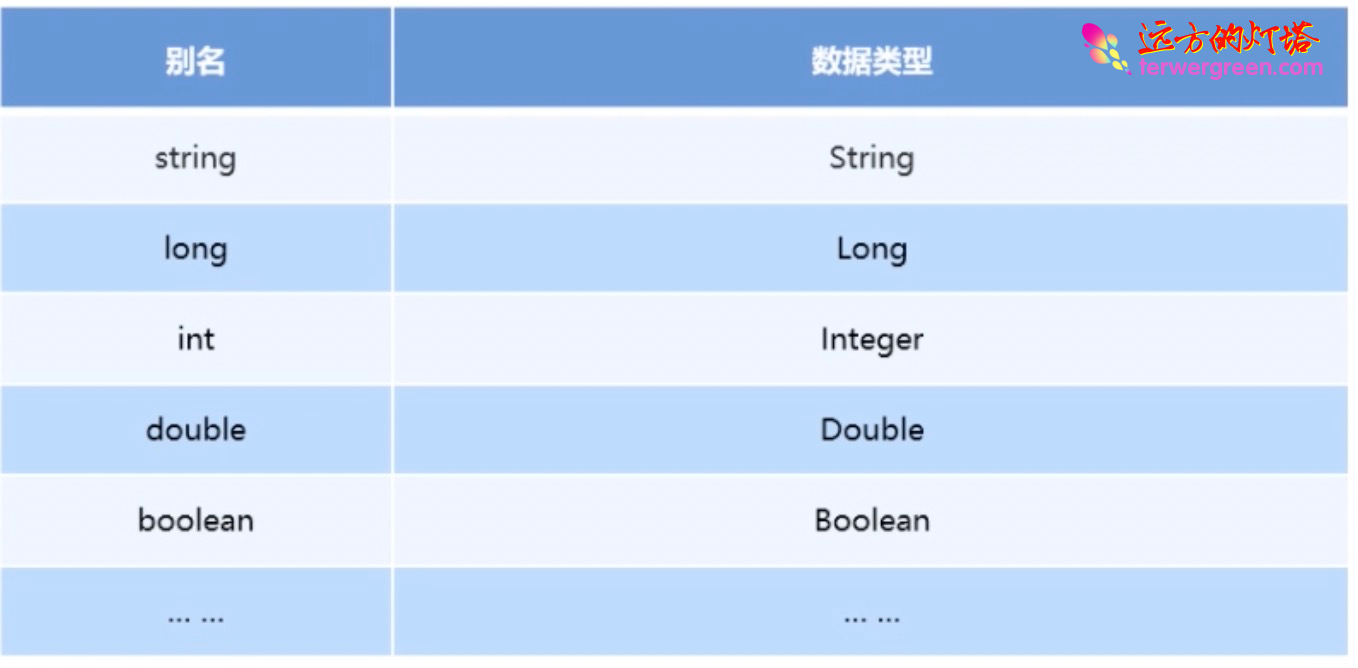 别名 数据类型
远方的灯塔
terwergreen.com
string String
long Long
int Integer
double Double
boolean Boolean
... ... ... ...